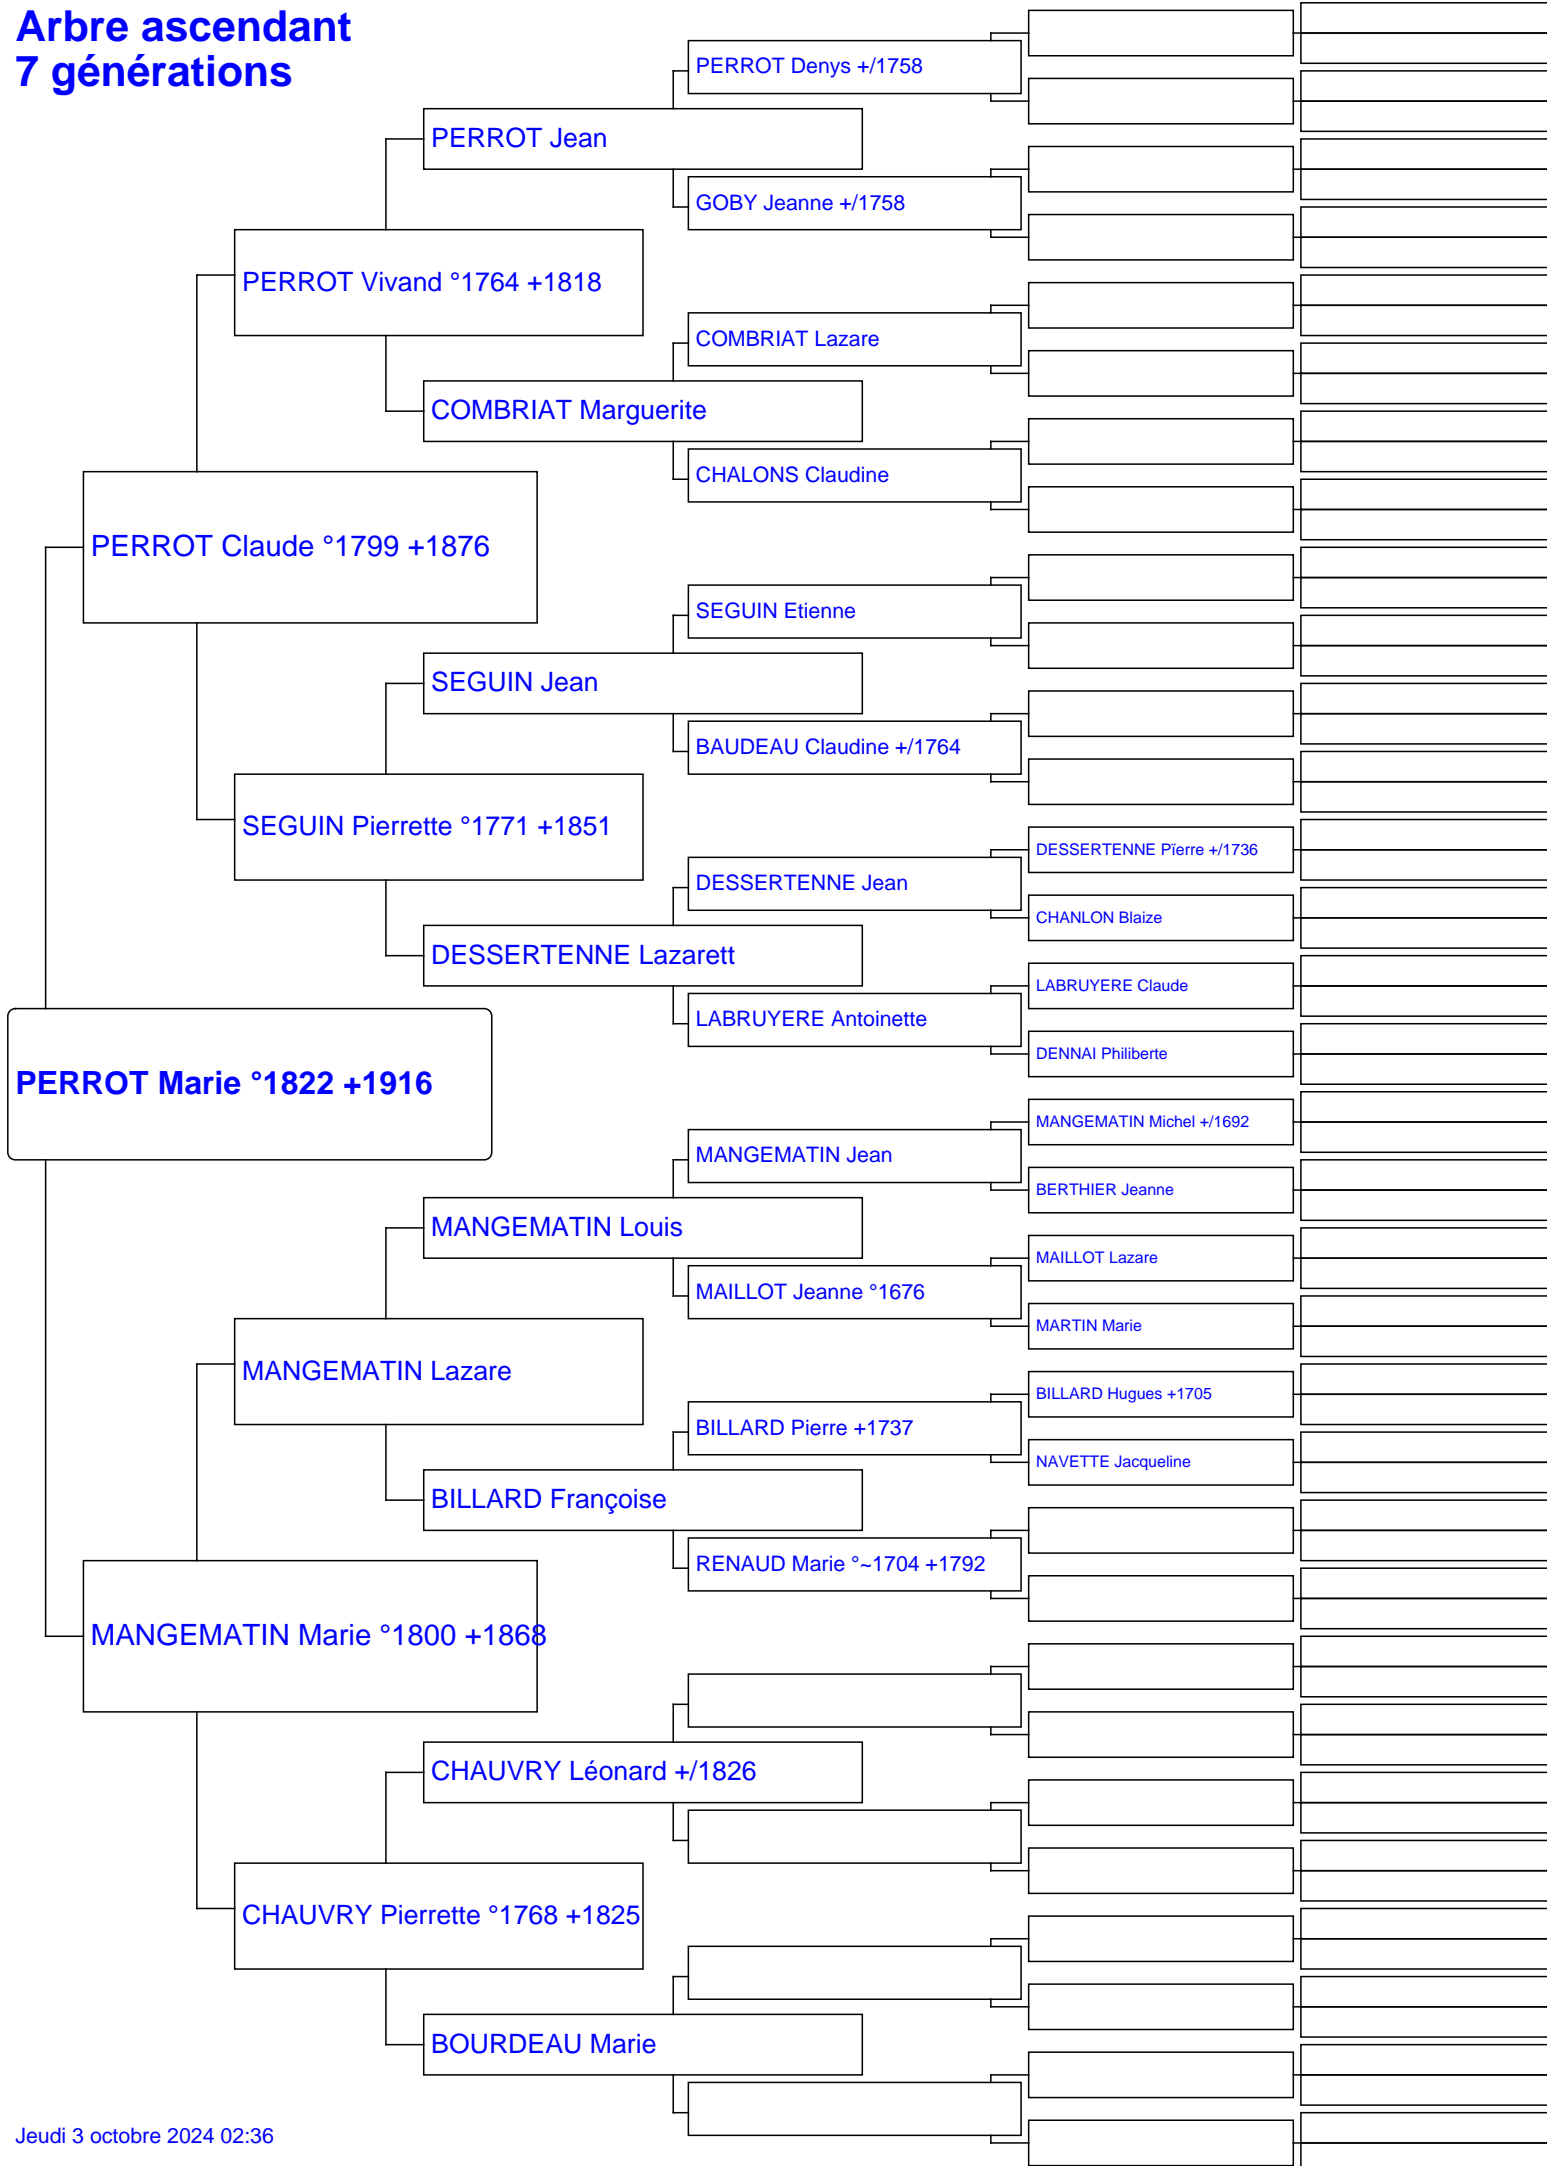 Arbre ascendant
7 générations
PERROT Denys +/1758
PERROT Jean
GOBY Jeanne +/1758
PERROT Vivand °1764 +1818
COMBRIAT Lazare
COMBRIAT Marguerite
CHALONS Claudine
PERROT Claude °1799 +1876
SEGUIN Etienne
SEGUIN Jean
BAUDEAU Claudine +/1764
SEGUIN Pierrette °1771 +1851
DESSERTENNE Pïerre +/1736
DESSERTENNE Jean
CHANLON Blaize
DESSERTENNE Lazarett
LABRUYERE Claude
LABRUYERE Antoinette
DENNAI Philiberte
PERROT Marie °1822 +1916
MANGEMATIN Michel +/1692
MANGEMATIN Jean
BERTHIER Jeanne
MANGEMATIN Louis
MAILLOT Lazare
MAILLOT Jeanne °1676
MARTIN Marie
MANGEMATIN Lazare
BILLARD Hugues +1705
BILLARD Pierre +1737
NAVETTE Jacqueline
BILLARD Françoise
RENAUD Marie °~1704 +1792
MANGEMATIN Marie °1800 +1868
CHAUVRY Léonard +/1826
CHAUVRY Pierrette °1768 +1825
BOURDEAU Marie
Jeudi 3 octobre 2024 02:36